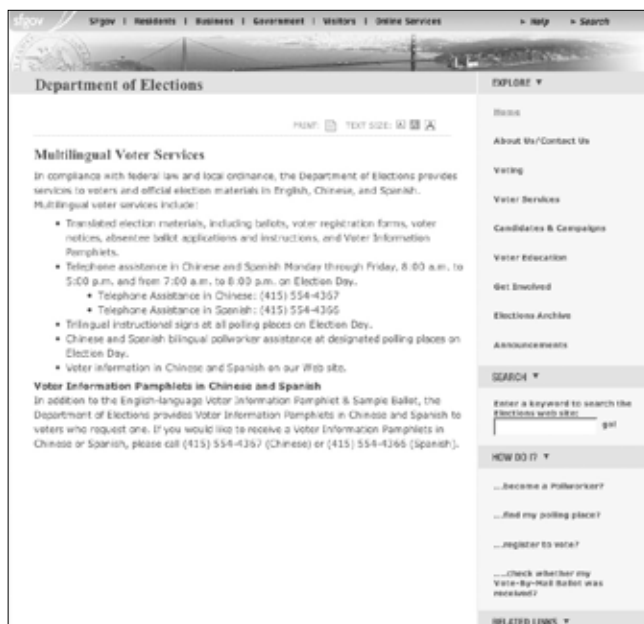 sfgov
Sfgov | Residents | Business | Government | Visitors | Online Services
► Help ► Search
Department of Elections
PRINT: TEXT SIZE: A A A
Multilingual Voter Services
In compliance with federal law and local ordinance, the Department of Elections provides
services to voters and official election materials in English, Chinese, and Spanish.
Multilingual voter services include:
• Translated election materials, including ballots, voter registration forms, voter
notices, absentee ballot applications and instructions, and Voter Information
Pamphlets.
• Telephone assistance in Chinese and Spanish Monday through Friday, 8:00 a.m. to
5:00 p.m. and from 7:00 a.m. to 8:00 p.m. on Election Day.
• Telephone Assistance in Chinese: (415) 554-4367
• Telephone Assistance in Spanish: (415) 554-4366
• Trilingual instructional signs at all polling places on Election Day.
• Chinese and Spanish bilingual pollworker assistance at designated polling places on
Election Day.
• Voter information in Chinese and Spanish on our Web site.
Voter Information Pamphlets in Chinese and Spanish
In addition to the English-language Voter Information Pamphlet & Sample Ballot, the
Department of Elections provides Voter Information Pamphlets in Chinese and Spanish to
voters who request one. If you would like to receive a Voter Information Pamphlets in
Chinese or Spanish, please call (415) 554-4367 (Chinese) or (415) 554-4366 (Spanish).
EXPLORE ▼
Home
About Us/Contact Us
Voting
Voter Services
Candidates & Campaigns
Voter Education
Get Involved
Elections Archive
Announcements
SEARCH ▼
Enter a keyword to search the
Elections web site:
go!
HOW DO I? ▼
....become a Pollworker?
....find my polling place?
....register to vote?
.....check whether my
Vote-By-Mail Ballot was
received?
RELATED LINKS ▼